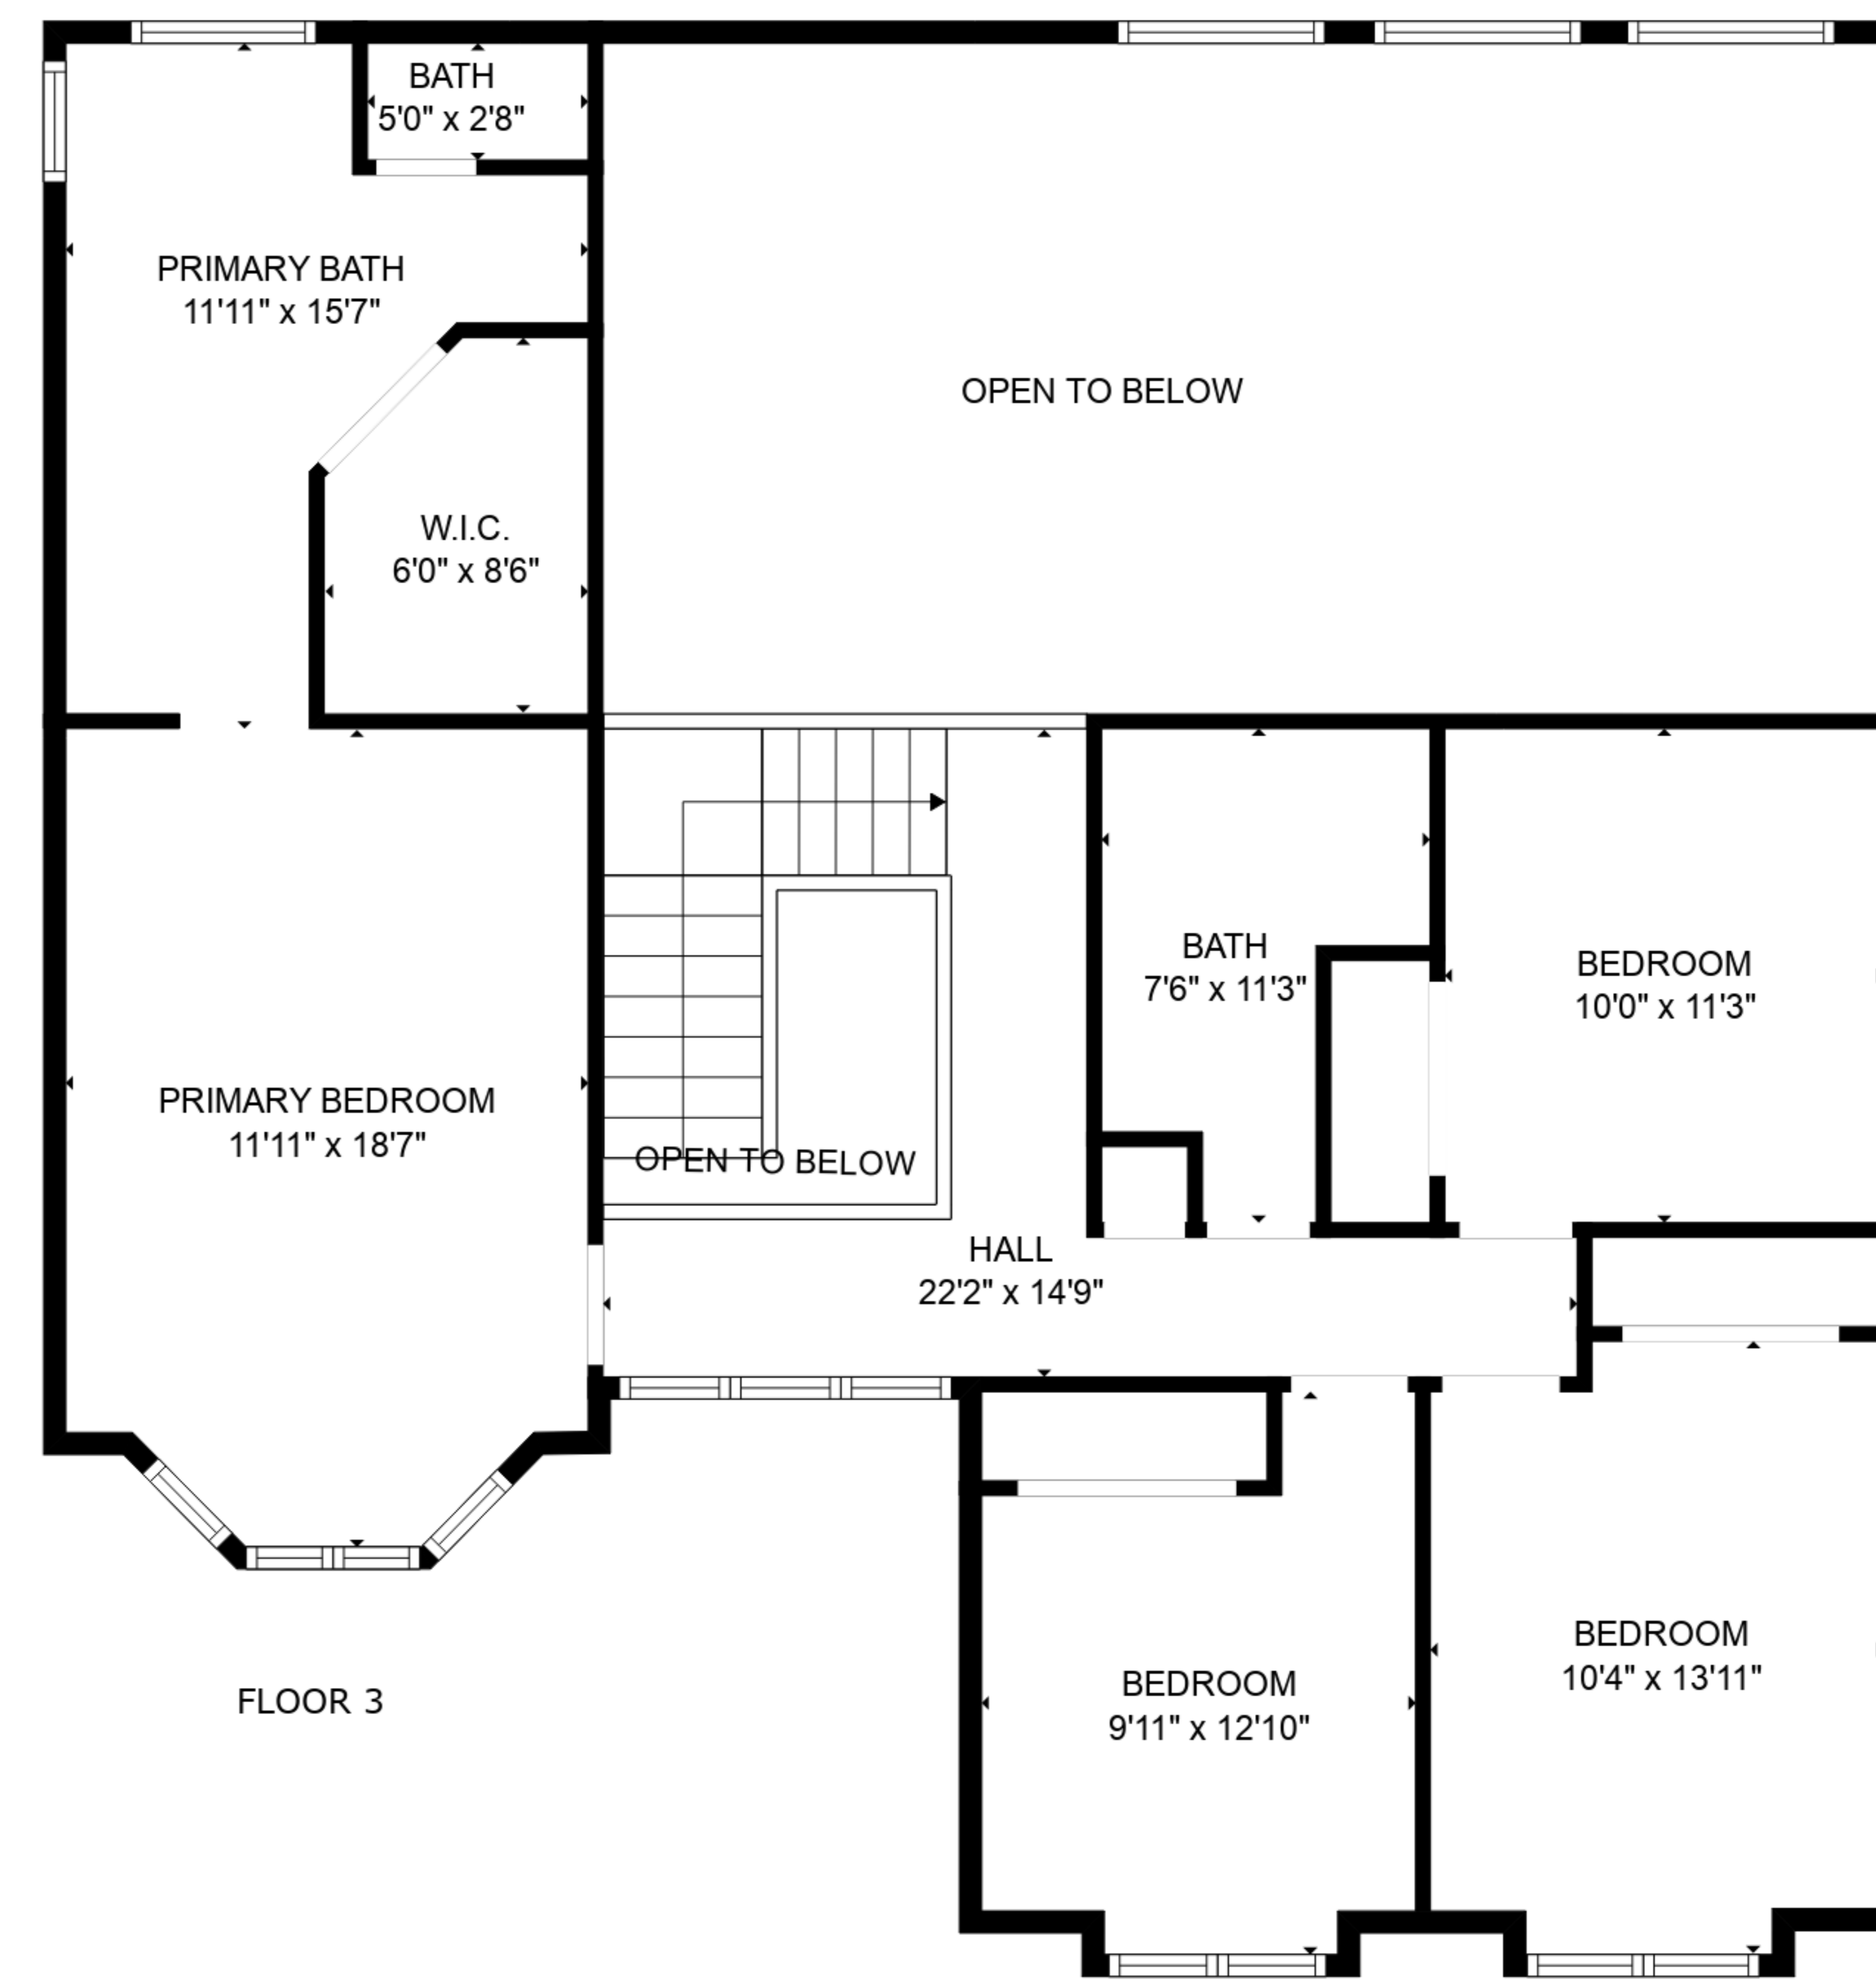 BATH
5'0" x 2'8"
PRIMARY BATH
11'11" x 15'7"
OPEN TO BELOW
W.I.C.
6'0" x 8'6"
BATH
7'6" x 11'3"
BEDROOM
10'0" x 11'3"
PRIMARY BEDROOM
11'11" x 18'7"
OPEN TO BELOW
HALL
22'2" x 14'9"
BEDROOM
10'4" x 13'11"
BEDROOM
9'11" x 12'10"
FLOOR 3